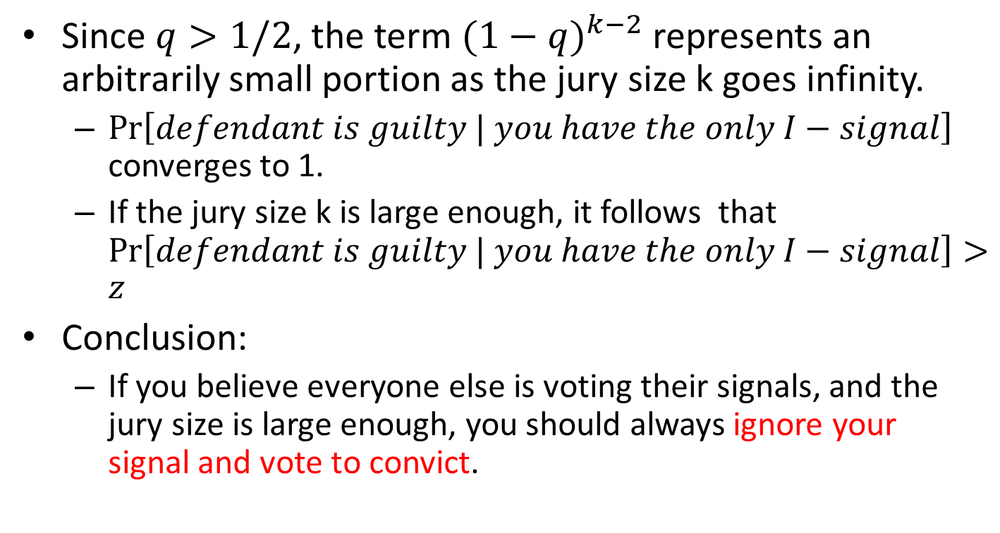 • Since 𝑞 > 1/2, the term (1 − 𝑞)^{𝑘−2} represents an
arbitrarily small portion as the jury size k goes infinity.
– Pr[𝑑𝑒𝑓𝑒𝑛𝑑𝑎𝑛𝑡 𝑖𝑠 𝑔𝑢𝑖𝑙𝑡𝑦 | 𝑦𝑜𝑢 ℎ𝑎𝑣𝑒 𝑡ℎ𝑒 𝑜𝑛𝑙𝑦 𝐼 − 𝑠𝑖𝑔𝑛𝑎𝑙]
converges to 1.
– If the jury size k is large enough, it follows  that
Pr[𝑑𝑒𝑓𝑒𝑛𝑑𝑎𝑛𝑡 𝑖𝑠 𝑔𝑢𝑖𝑙𝑡𝑦 | 𝑦𝑜𝑢 ℎ𝑎𝑣𝑒 𝑡ℎ𝑒 𝑜𝑛𝑙𝑦 𝐼 − 𝑠𝑖𝑔𝑛𝑎𝑙] >
𝑧
• Conclusion:
– If you believe everyone else is voting their signals, and the
jury size is large enough, you should always ignore your
signal and vote to convict.